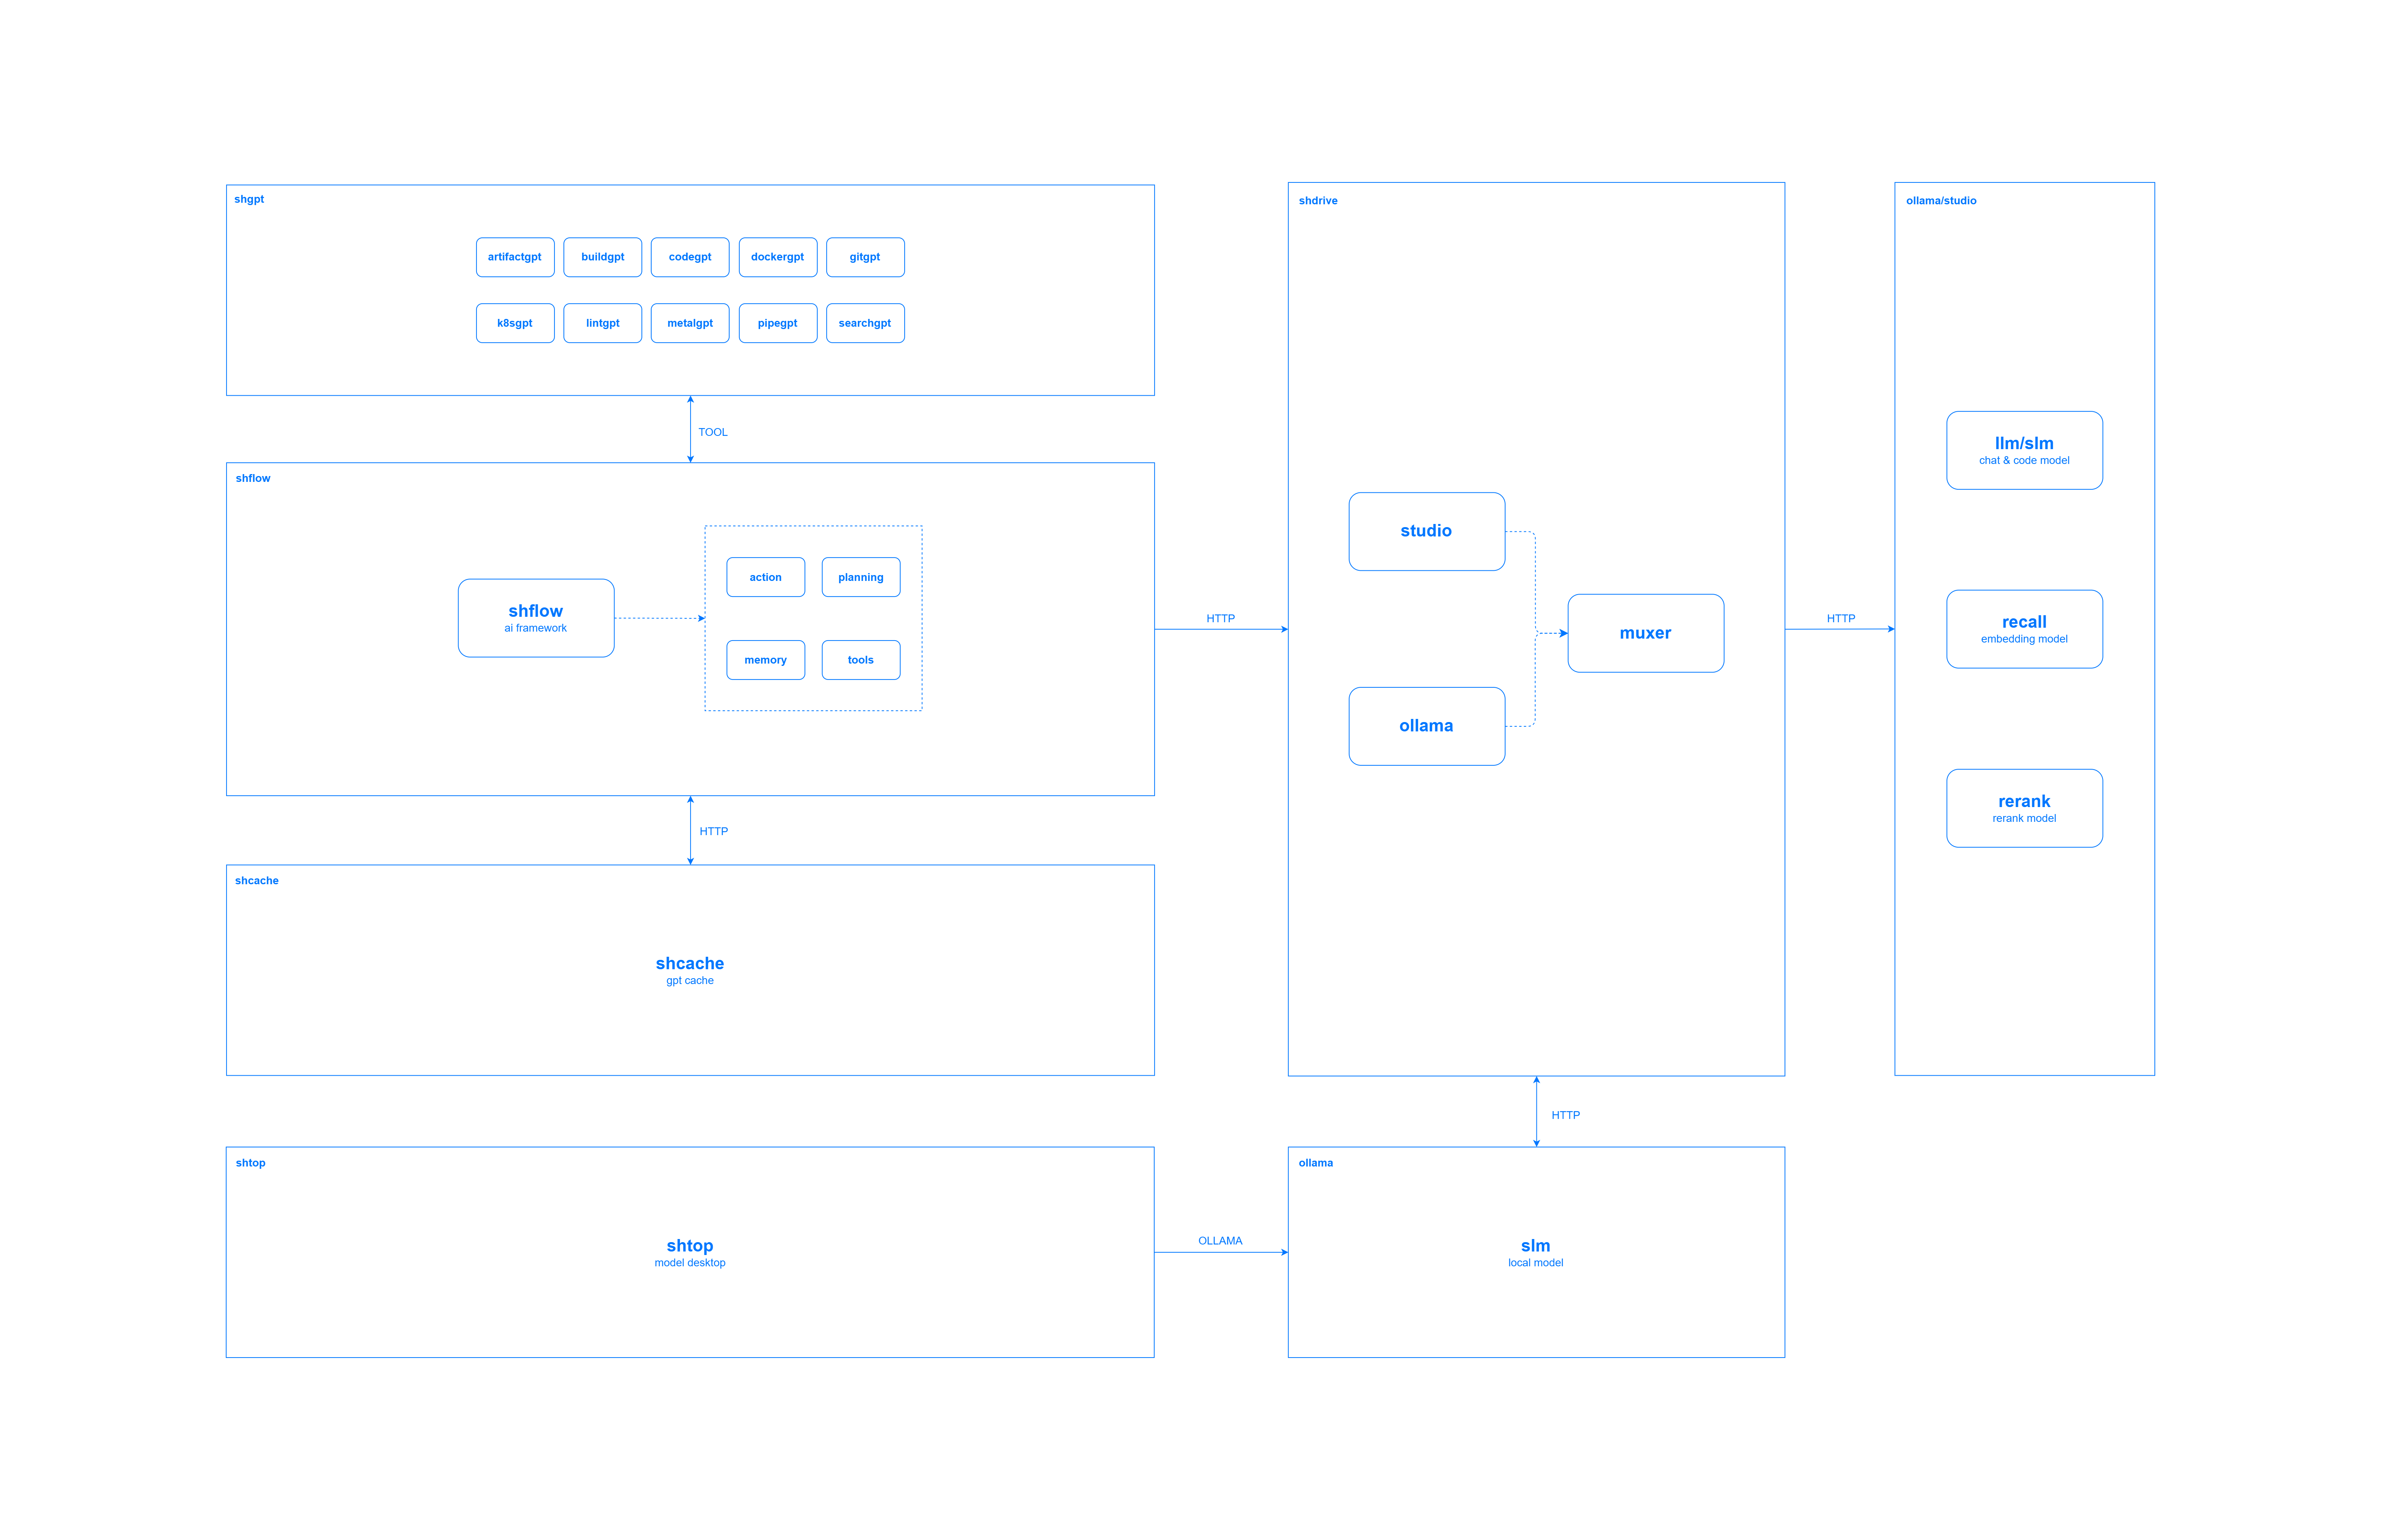 shgpt
artifactgpt
buildgpt
codegpt
dockergpt
gitgpt
k8sgpt
lintgpt
metalgpt
pipegpt
searchgpt
TOOL
shflow
shflow
ai framework
action
planning
memory
tools
HTTP
shcache
shcache
gpt cache
HTTP
shdrive
studio
muxer
ollama
HTTP
ollama/studio
llm/slm
chat & code model
recall
embedding model
rerank
rerank model
HTTP
shtop
shtop
model desktop
OLLAMA
ollama
slm
local model